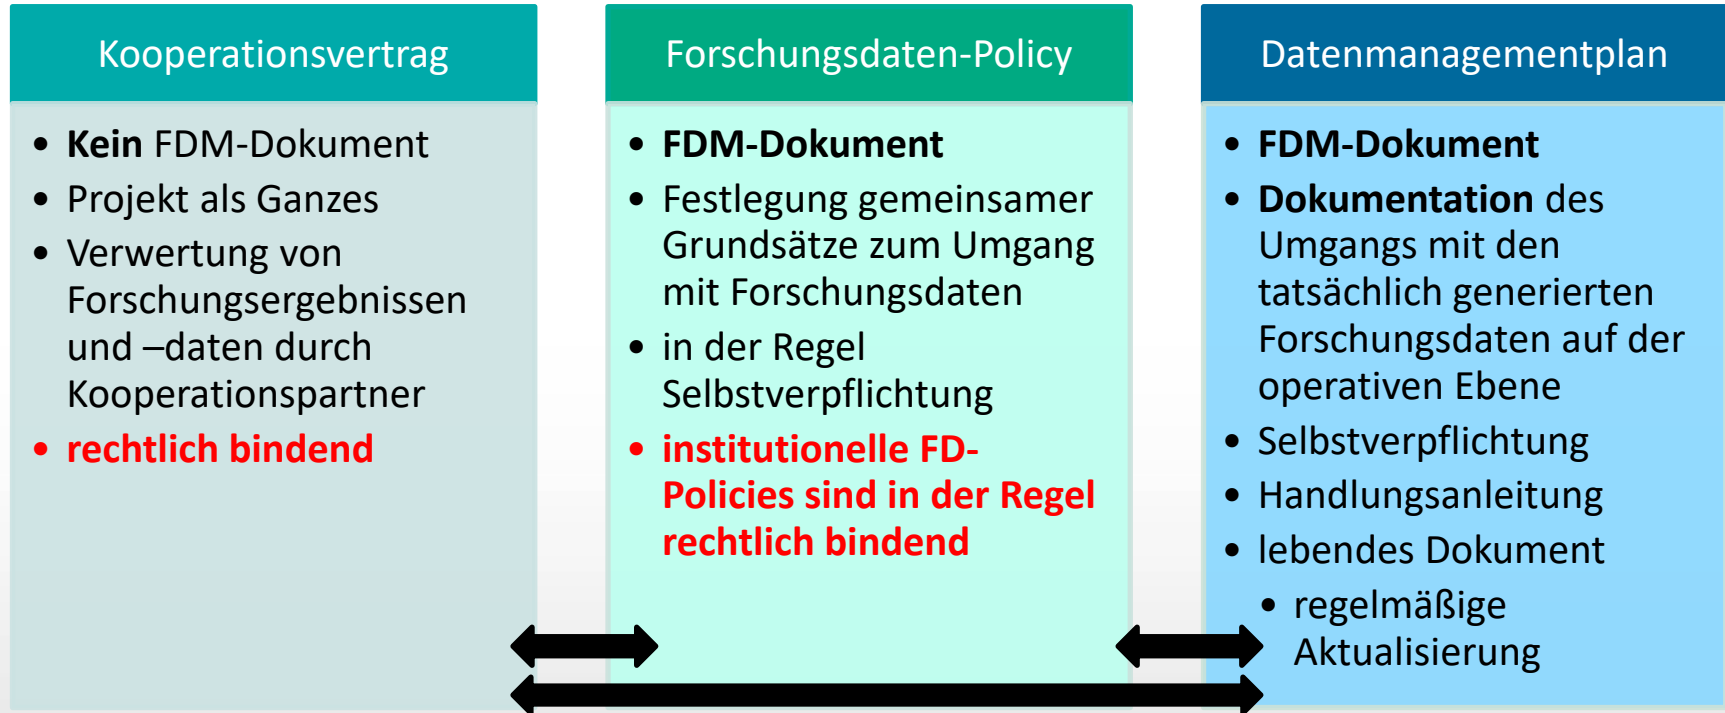 Kooperationsvertrag
• Kein FDM-Dokument
• Projekt als Ganzes
• Verwertung von
Forschungsergebnissen
und –daten durch
Kooperationspartner
• rechtlich bindend
Forschungsdaten-Policy
• FDM-Dokument
• Festlegung gemeinsamer
Grundsätze zum Umgang
mit Forschungsdaten
• in der Regel
Selbstverpflichtung
• institutionelle FD-
Policies sind in der Regel
rechtlich bindend
Datenmanagementplan
• FDM-Dokument
• Dokumentation des
Umgangs mit den
tatsächlich generierten
Forschungsdaten auf der
operativen Ebene
• Selbstverpflichtung
• Handlungsanleitung
• lebendes Dokument
• regelmäßige
Aktualisierung